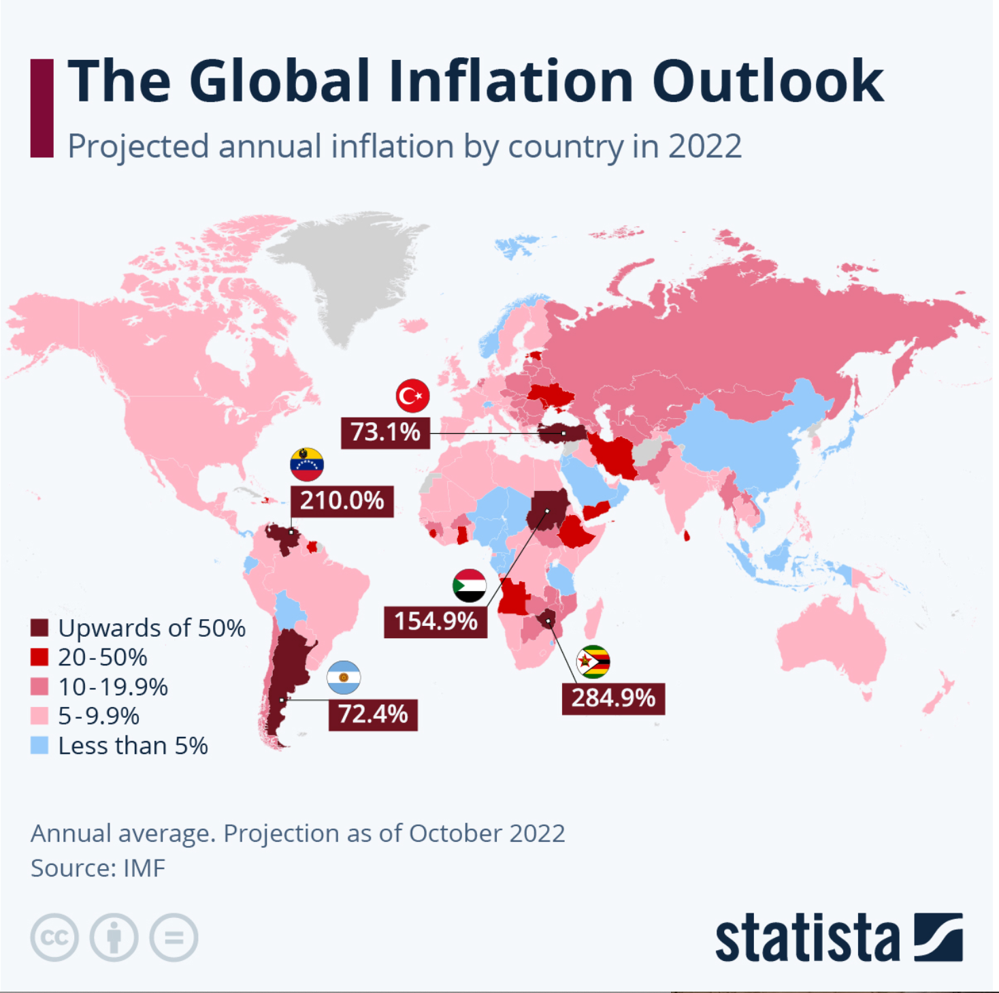 The Global Inflation Outlook
Projected annual inflation by country in 2022
73.1%
210.0%
154.9%
284.9%
72.4%
Upwards of 50%
20-50%
10-19.9%
5-9.9%
Less than 5%
Annual average. Projection as of October 2022
Source: IMF
cc
=
statista